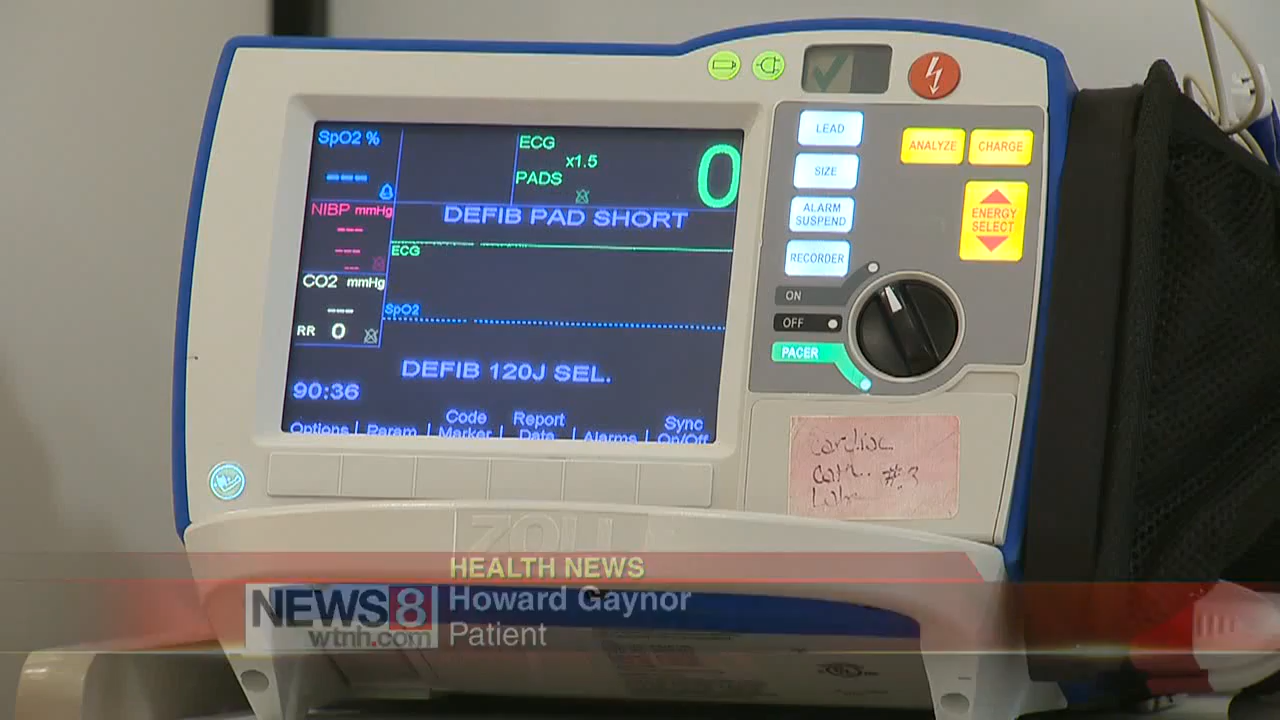 SpO2 %
---
ECG
x1.5
PADS
0
NIBP mmHg
---
---
---
DEFIB PAD SHORT
ECG
CO2 mmHg
---
RR 0
SpO2
DEFIB 120J SEL.
90:36
Options
Param
Code Marker
Report Data
Alarms
Sync On/Off
LEAD
SIZE
ALARM SUSPEND
RECORDER
ANALYZE
CHARGE
ENERGY SELECT
ON
OFF
PACER
Cardiac
#3
ZOLL
HEALTH NEWS
NEWS 8
wtnh.com
Howard Gaynor
Patient